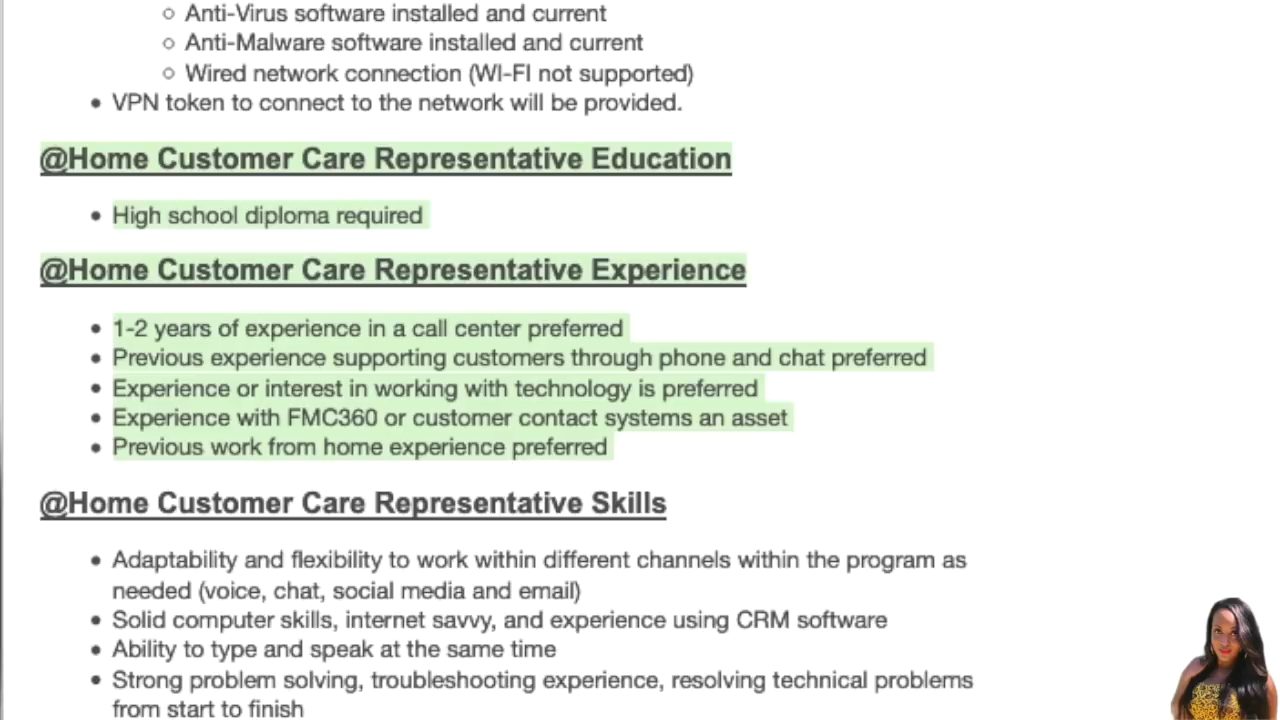 Anti-Virus software installed and current
Anti-Malware software installed and current
Wired network connection (WI-FI not supported)
VPN token to connect to the network will be provided.
@Home Customer Care Representative Education
High school diploma required
@Home Customer Care Representative Experience
1-2 years of experience in a call center preferred
Previous experience supporting customers through phone and chat preferred
Experience or interest in working with technology is preferred
Experience with FMC360 or customer contact systems an asset
Previous work from home experience preferred
@Home Customer Care Representative Skills
Adaptability and flexibility to work within different channels within the program as
needed (voice, chat, social media and email)
Solid computer skills, internet savvy, and experience using CRM software
Ability to type and speak at the same time
Strong problem solving, troubleshooting experience, resolving technical problems
from start to finish